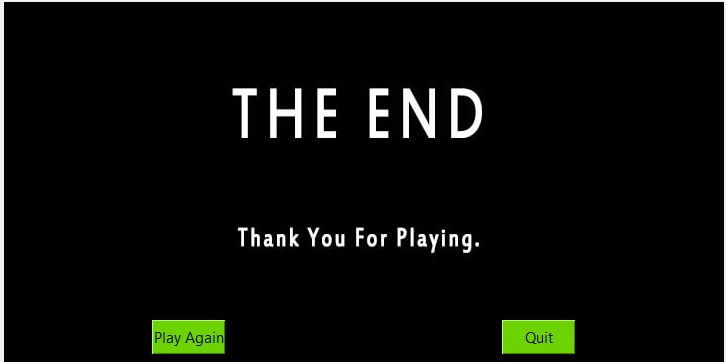 THE END
Thank You For Playing.
Play Again
Quit